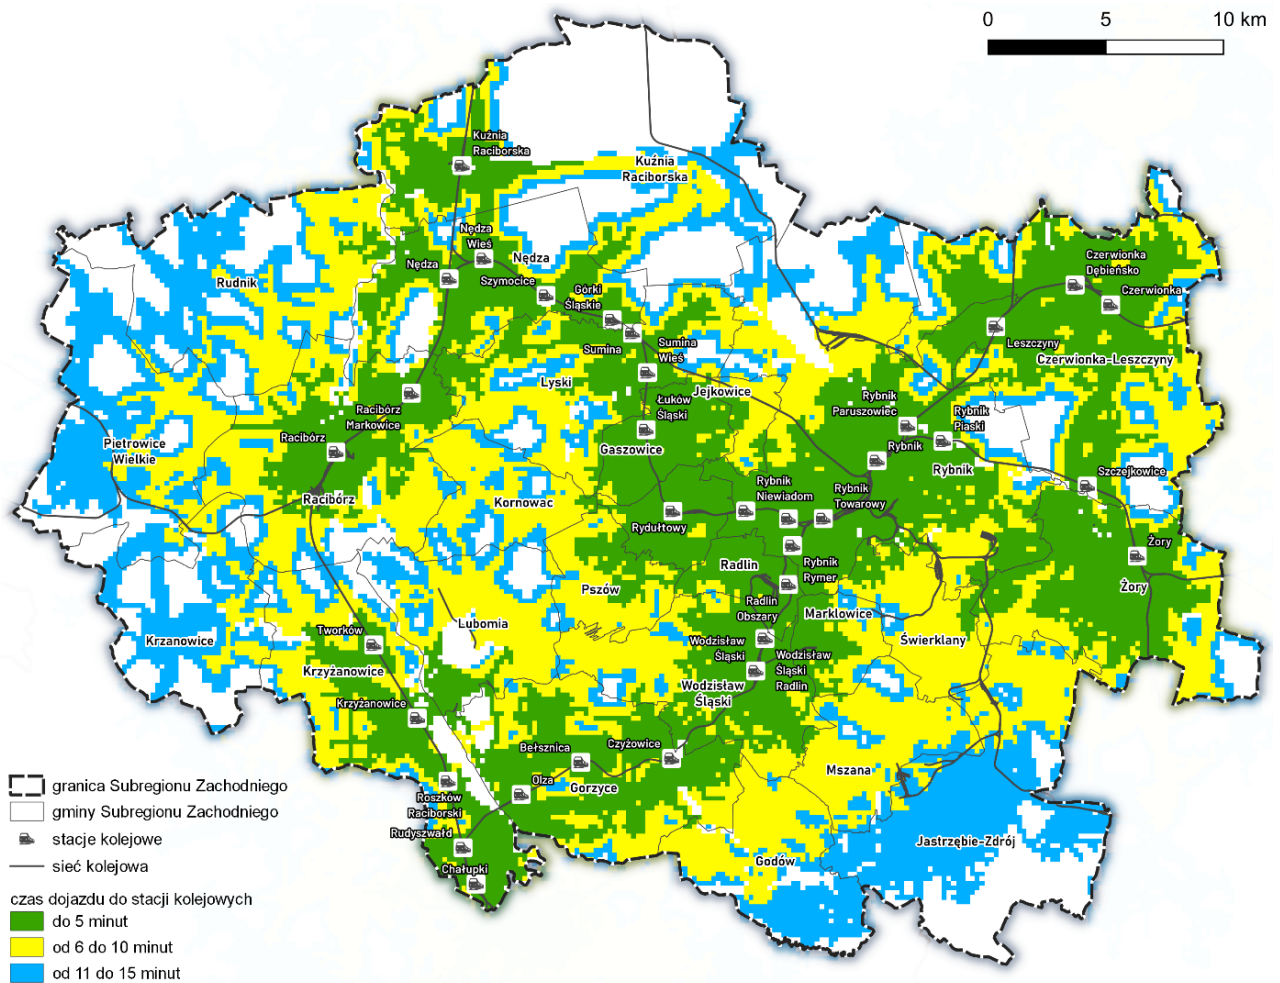 0 5 10 km
Kuźnia
Raciborska
Kuźnia
Raciborska
Nędza
Wieś
Nędza
Nędza
Szymocice
Górki
Śląskie
Rudnik
Sumina
Sumina
Wieś
Czerwionka
Dębieńsko
Czerwionka
Leszczyny
Czerwionka-Leszczyny
Lyski
Jejkowice
Łuków
Śląski
Racibórz
Markowice
Racibórz
Rybnik
Paruszowiec
Rybnik
Piaski
Pietrowice
Wielkie
Gaszowice
Rybnik
Rybnik
Szczejkowice
Racibórz
Kornowac
Rybnik
Niewiadom
Rybnik
Towarowy
Rydułtowy
Żory
Radlin
Rybnik
Rymer
Żory
Pszów
Radlin
Obszary
Marklowice
Lubomia
Tworków
Krzanowice
Wodzisław
Śląski
Świerklany
Wodzisław
Śląski
Radlin
Krzyżanowice
Wodzisław
Śląski
Krzyżanowice
Bełsznica
Czyżowice
Mszana
Olza
Gorzyce
Roszków
Raciborski
Rudyszwałd
Jastrzębie-Zdrój
Godów
Chałupki
granica Subregionu Zachodniego
gminy Subregionu Zachodniego
stacje kolejowe
sieć kolejowa
czas dojazdu do stacji kolejowych
do 5 minut
od 6 do 10 minut
od 11 do 15 minut